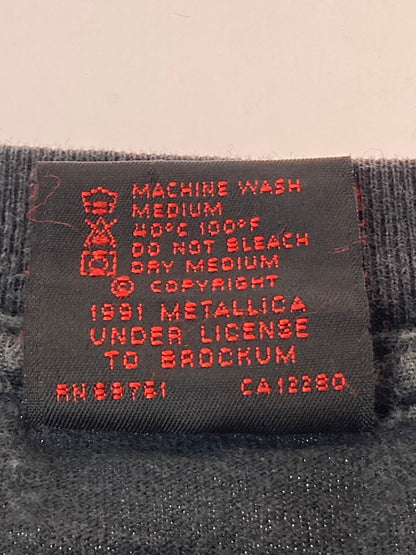 MACHINE WASH
MEDIUM
40°C 100°F
DO NOT BLEACH
DRY MEDIUM
© COPYRIGHT
1991 METALLICA
UNDER LICENSE
TO BROCKUM
RN 89761 CA 12280